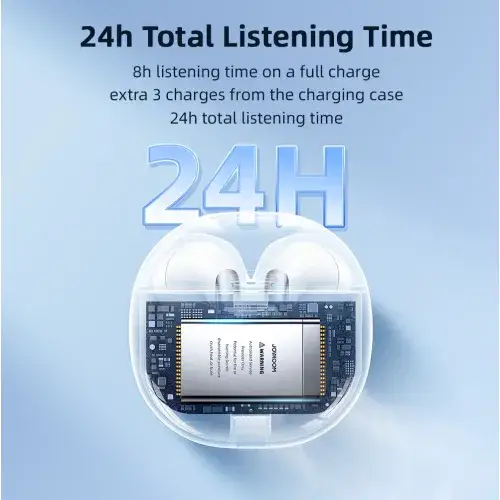 24h Total Listening Time
8h listening time on a full charge
extra 3 charges from the charging case
24h total listening time
24H
JOYROOM
⚠WARNING